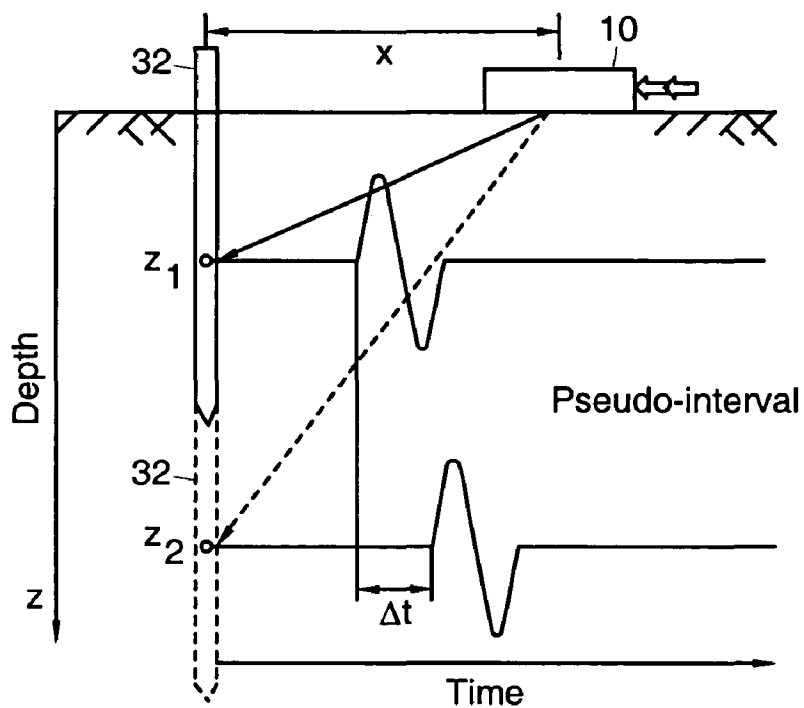 10
32
x
z1
Depth
Pseudo-interval
32
z2
z
Δt
Time